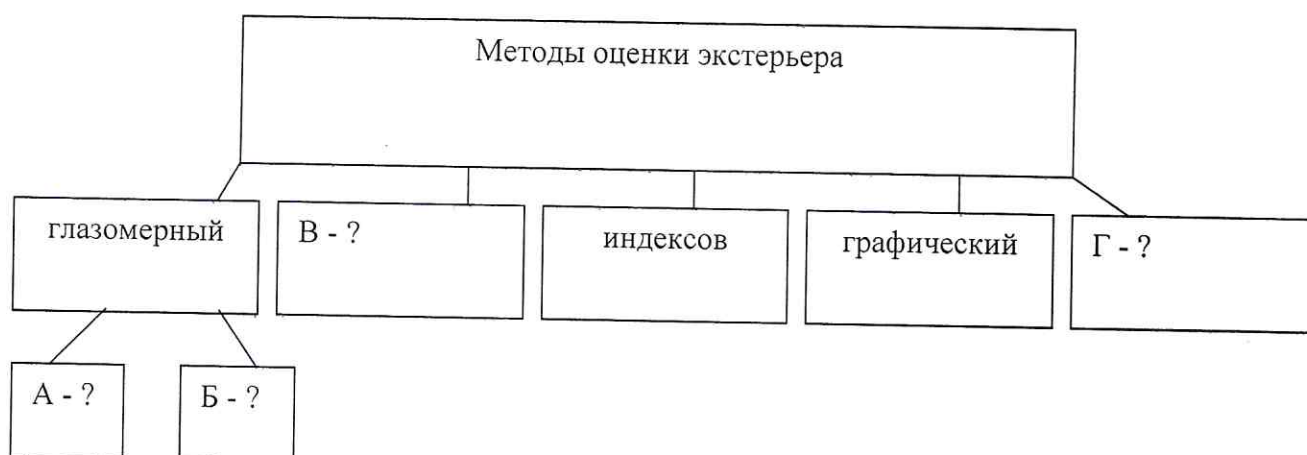 Методы оценки экстерьера
глазомерный
В - ?
индексов
графический
Г - ?
А - ?
Б - ?